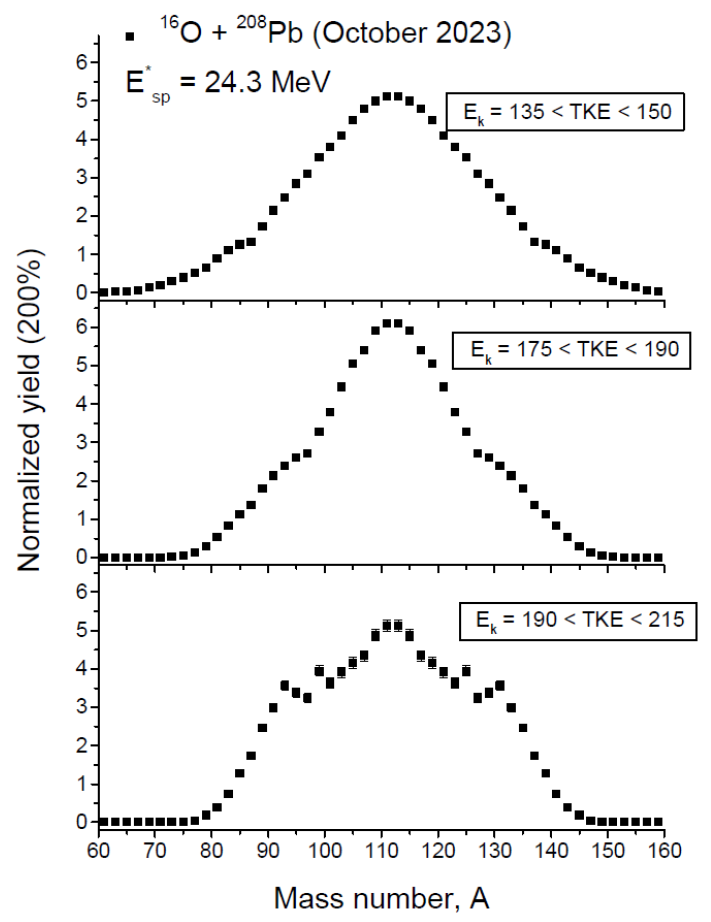 ■ ¹⁶O + ²⁰⁸Pb (October 2023)
E*sp = 24.3 MeV
Eₖ = 135 < TKE < 150
6
5
4
3
2
1
0
Eₖ = 175 < TKE < 190
6
5
4
3
2
1
0
Eₖ = 190 < TKE < 215
6
5
4
3
2
1
0
Normalized yield (200%)
60 70 80 90 100 110 120 130 140 150 160
Mass number, A